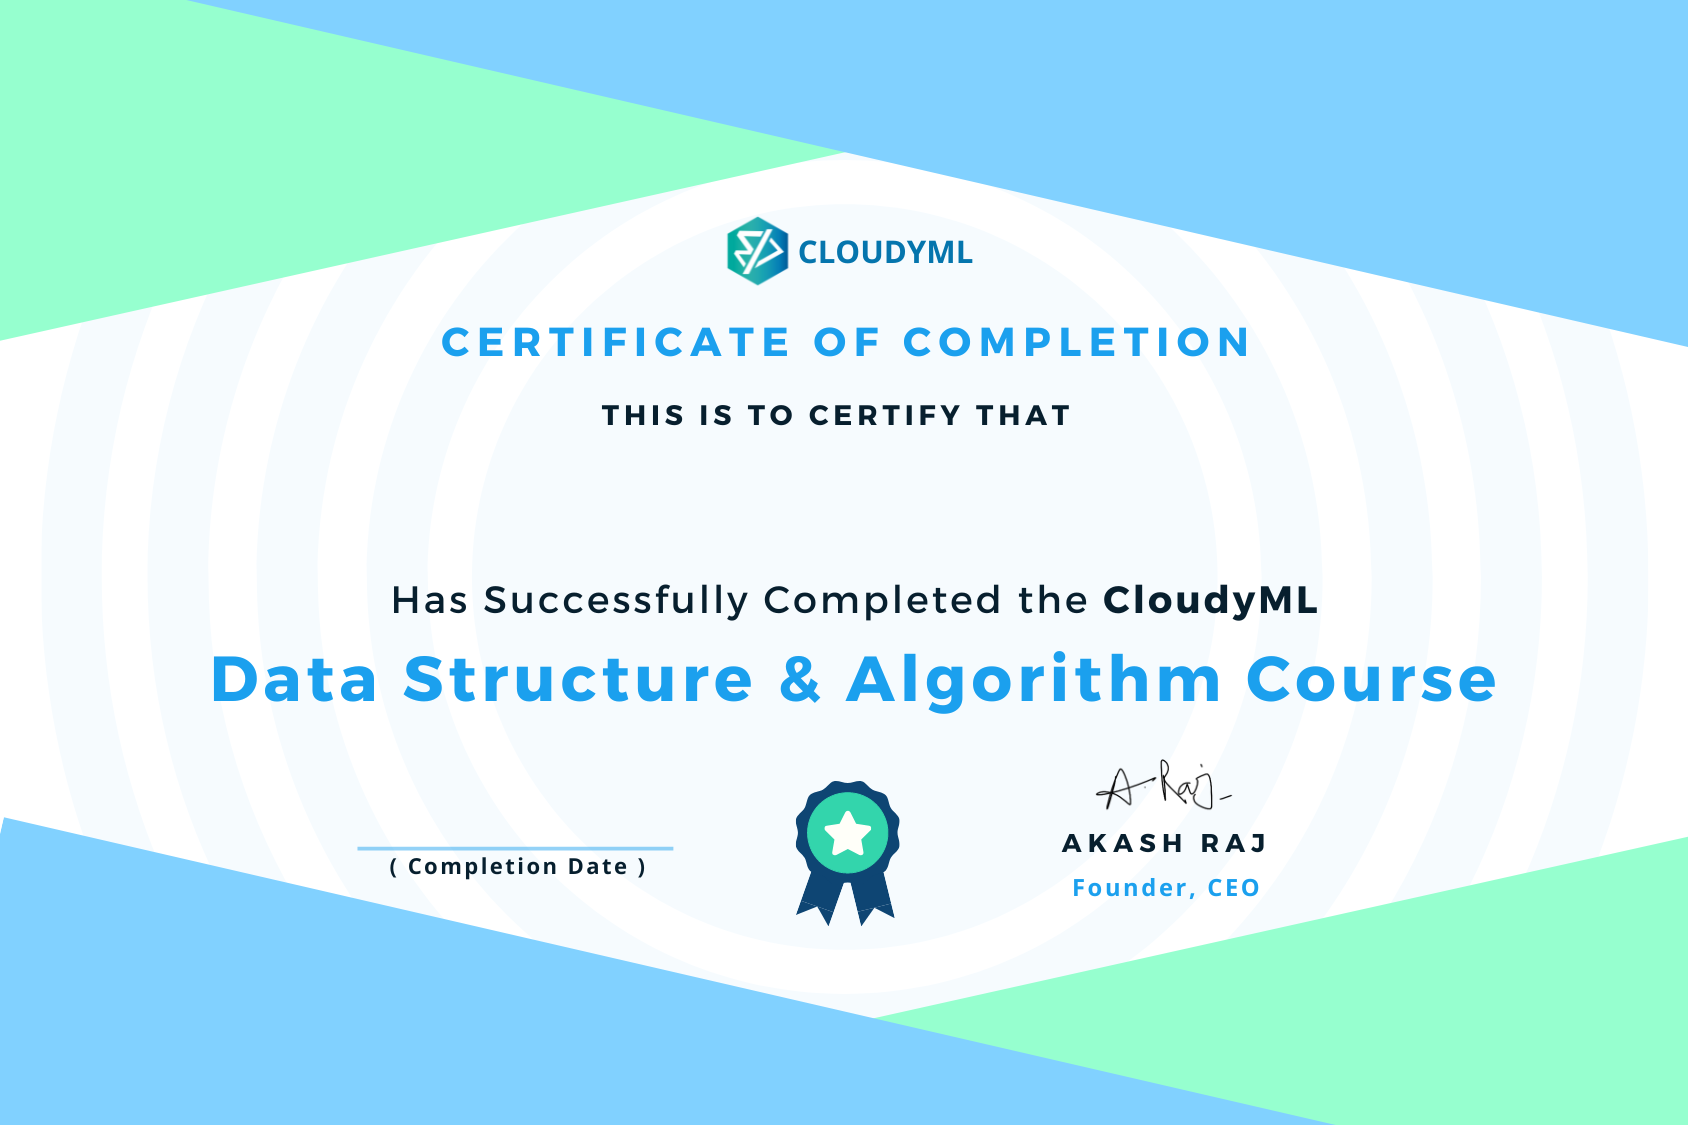 CLOUDYML
CERTIFICATE OF COMPLETION
THIS IS TO CERTIFY THAT
Has Successfully Completed the CloudyML
Data Structure & Algorithm Course
A. Raj
AKASH RAJ
( Completion Date )
Founder, CEO